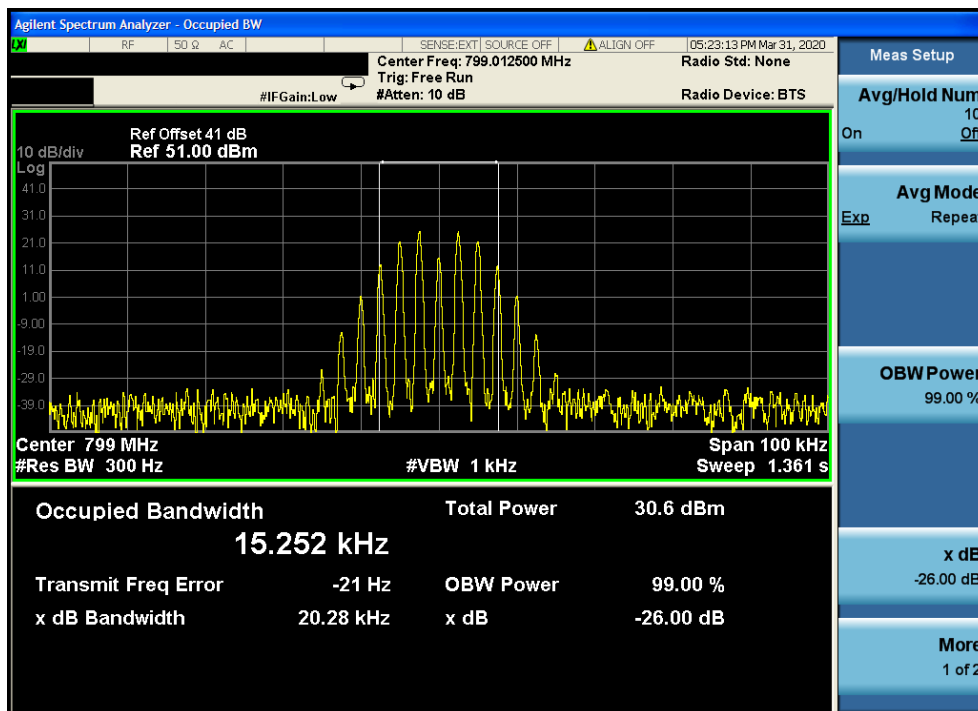 Agilent Spectrum Analyzer - Occupied BW
LXI RF 50 Ω AC SENSE:EXT SOURCE OFF ALIGN OFF 05:23:13 PM Mar 31, 2020
Center Freq: 799.012500 MHz Radio Std: None
Trig: Free Run
#IFGain:Low #Atten: 10 dB Radio Device: BTS
Ref Offset 41 dB
10 dB/div Ref 51.00 dBm
Log
41.0
31.0
21.0
11.0
1.00
-9.00
-19.0
-29.0
-39.0
Center 799 MHz Span 100 kHz
#Res BW 300 Hz #VBW 1 kHz Sweep 1.361 s
Occupied Bandwidth Total Power 30.6 dBm
15.252 kHz
Transmit Freq Error -21 Hz OBW Power 99.00 %
x dB Bandwidth 20.28 kHz x dB -26.00 dB
Meas Setup
Avg/Hold Num
10
On Of
Avg Mode
Exp Repea
OBW Power
99.00 %
x dB
-26.00 dB
More
1 of 2